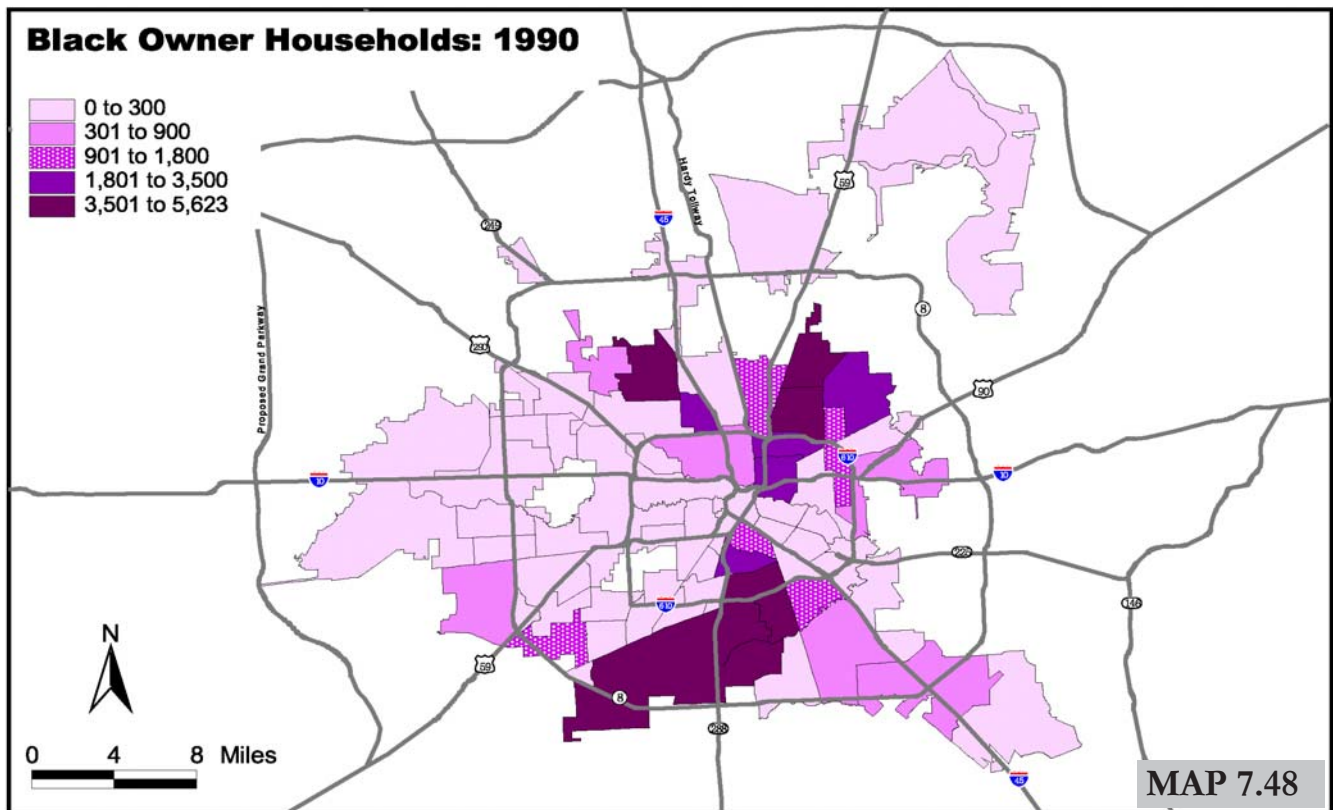 Black Owner Households: 1990
0 to 300
301 to 900
901 to 1,800
1,801 to 3,500
3,501 to 5,623
Hardy Tollway
59
45
249
8
Proposed Grand Parkway
290
90
610
10
10
225
610
146
59
8
288
45
N
0 4 8 Miles
MAP 7.48